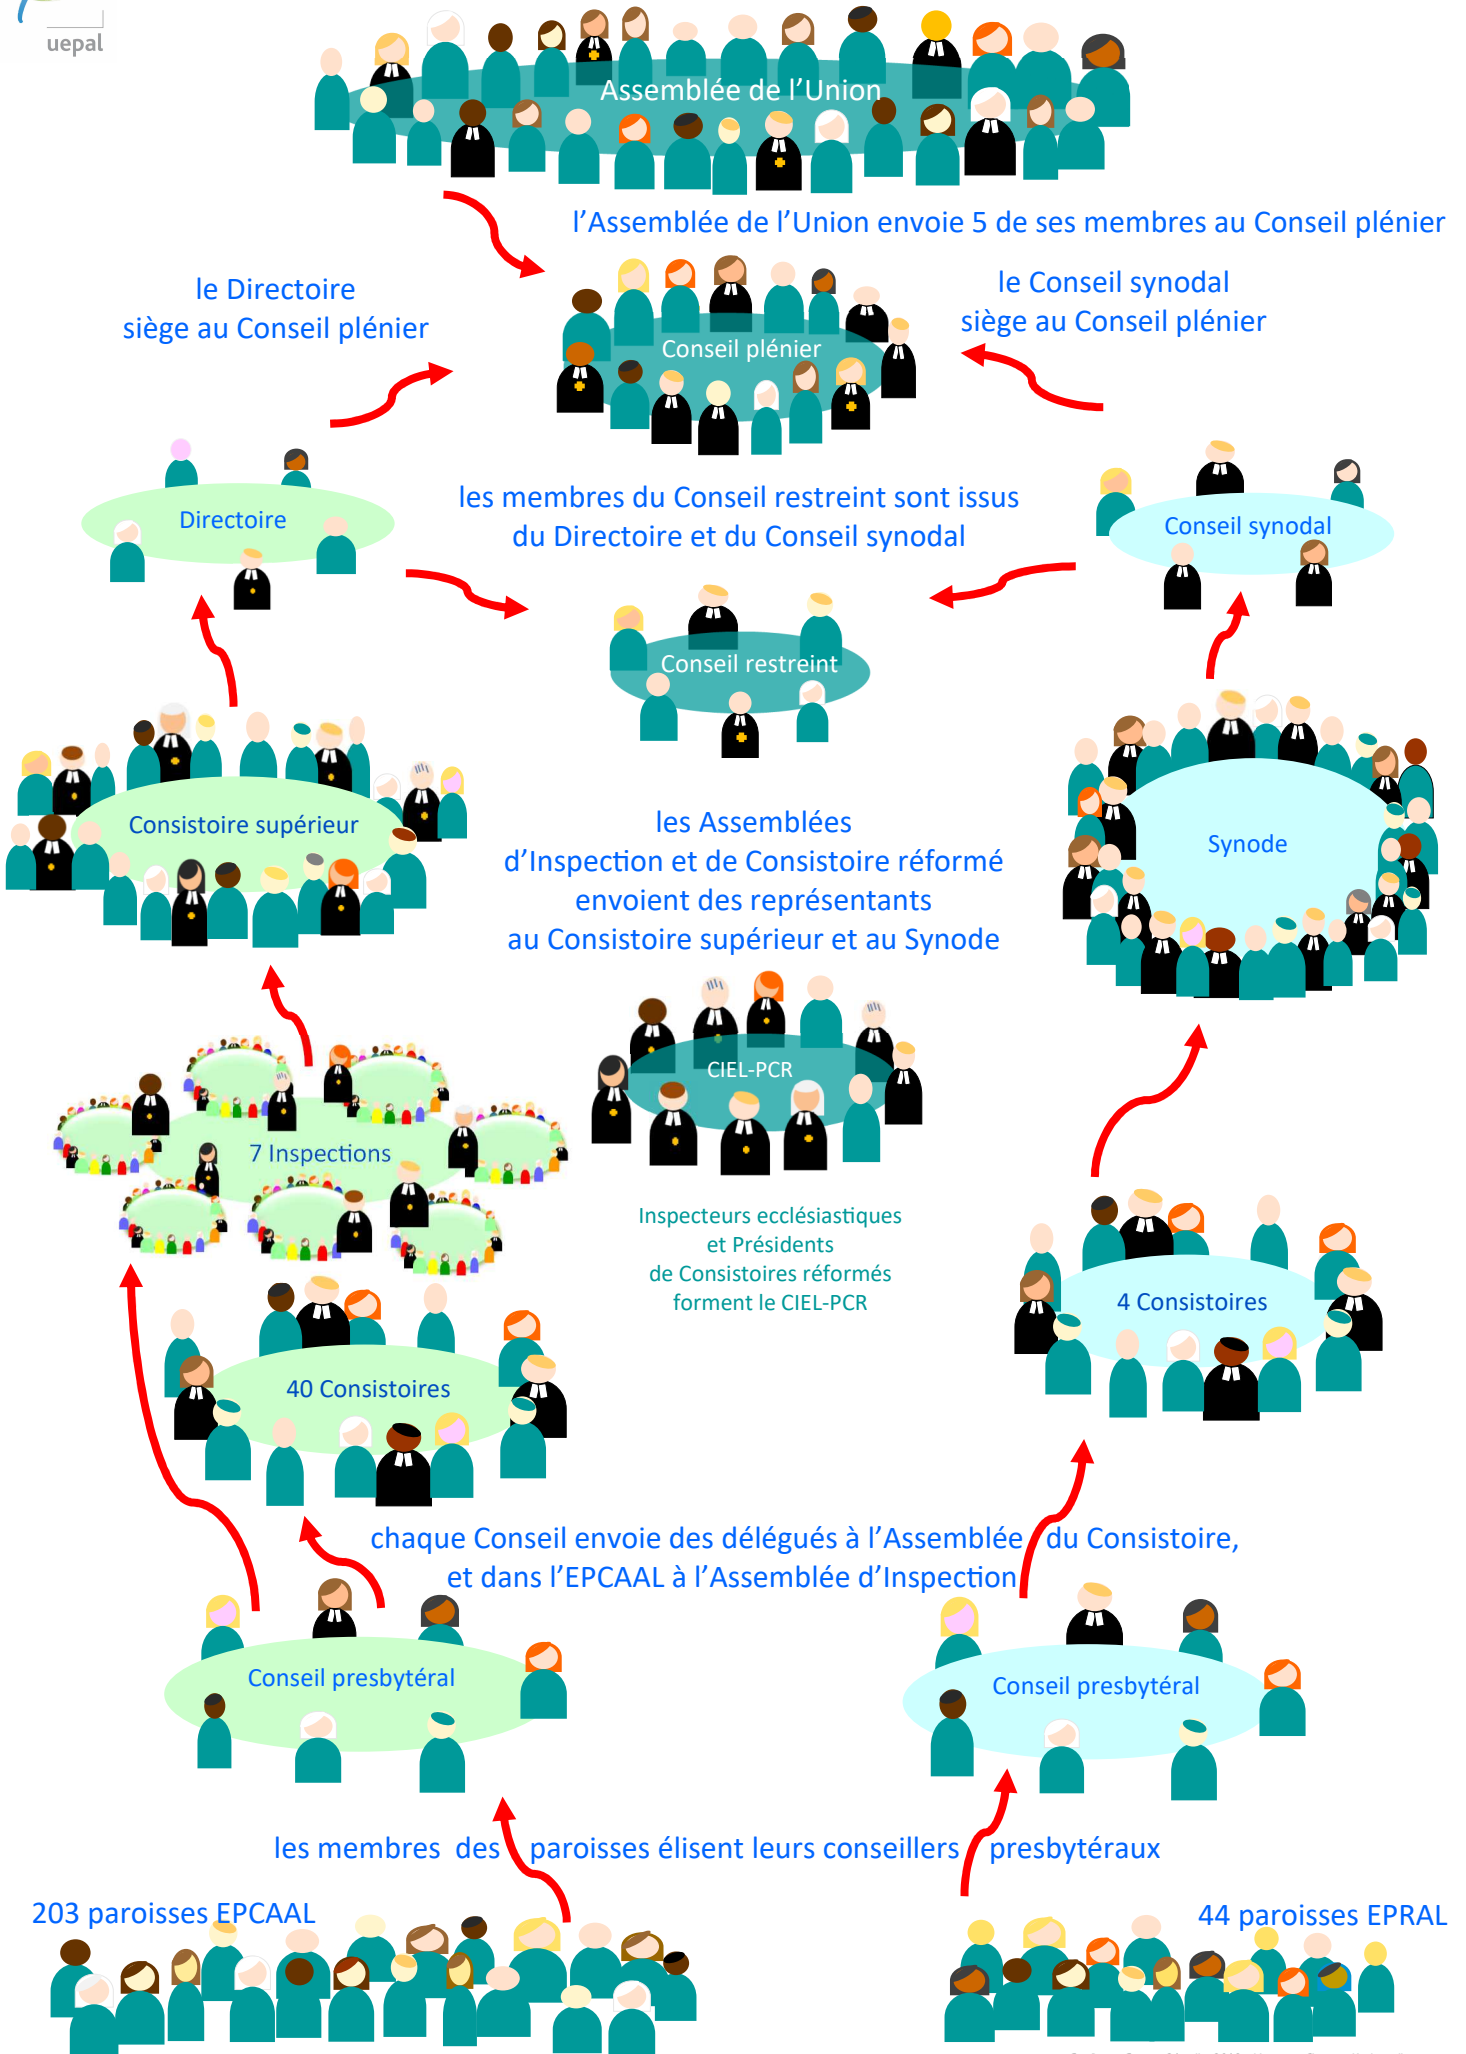 uepal
Assemblée de l'Union
l'Assemblée de l'Union envoie 5 de ses membres au Conseil plénier
le Directoire
siège au Conseil plénier
le Conseil synodal
siège au Conseil plénier
Conseil plénier
les membres du Conseil restreint sont issus
du Directoire et du Conseil synodal
Directoire
Conseil synodal
Conseil restreint
Consistoire supérieur
les Assemblées
d'Inspection et de Consistoire réformé
envoient des représentants
au Consistoire supérieur et au Synode
Synode
CIEL-PCR
7 Inspections
Inspecteurs ecclésiastiques
et Présidents
de Consistoires réformés
forment le CIEL-PCR
4 Consistoires
40 Consistoires
chaque Conseil envoie des délégués à l'Assemblée du Consistoire,
et dans l'EPCAAL à l'Assemblée d'Inspection
Conseil presbytéral
Conseil presbytéral
les membres des paroisses élisent leurs conseillers presbytéraux
203 paroisses EPCAAL
44 paroisses EPRAL